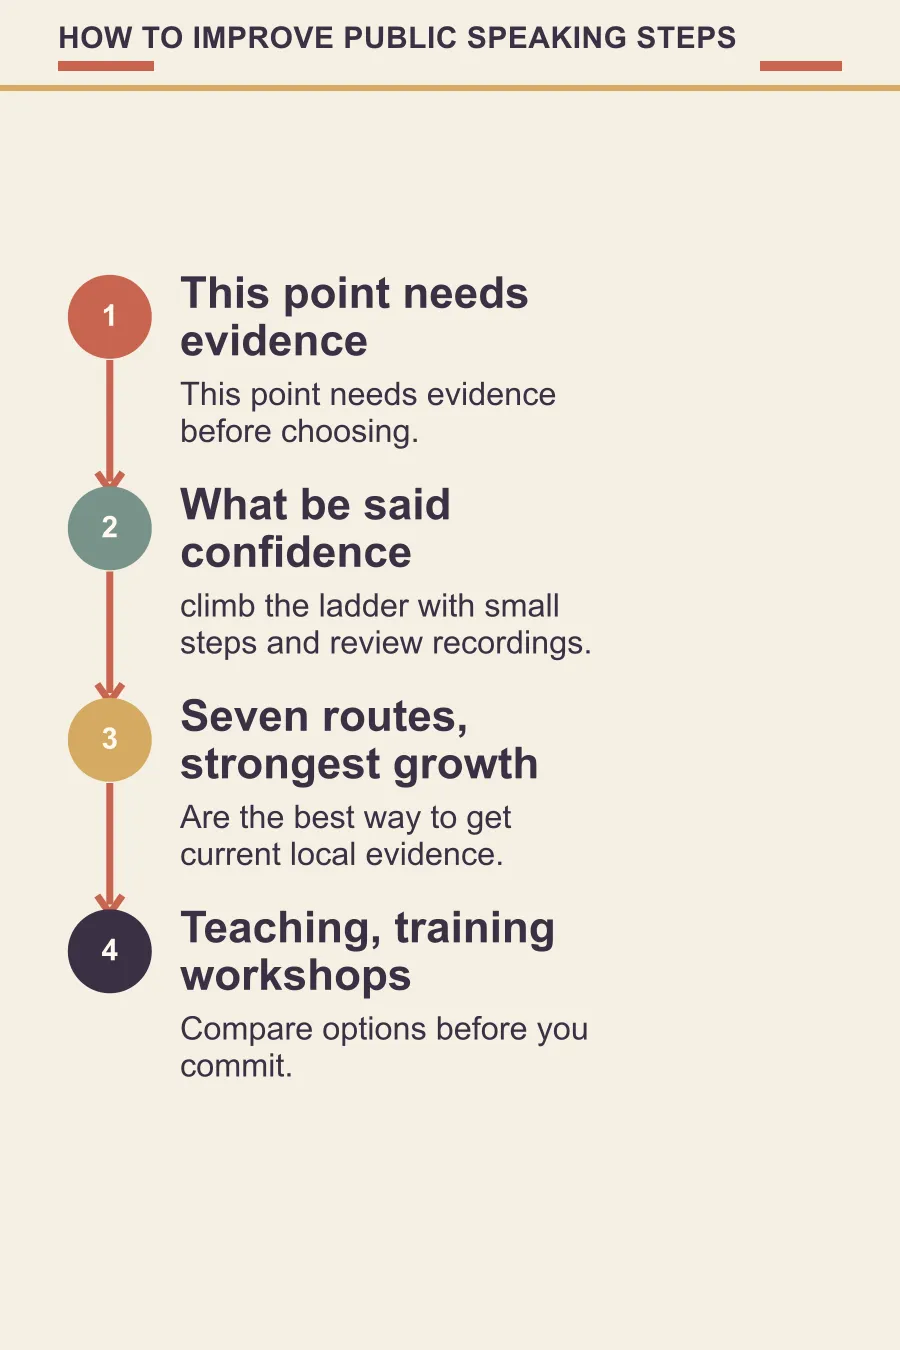 HOW TO IMPROVE PUBLIC SPEAKING STEPS
1
This point needs
evidence
This point needs evidence
before choosing.
2
What be said
confidence
climb the ladder with small
steps and review recordings.
3
Seven routes,
strongest growth
Are the best way to get
current local evidence.
4
Teaching, training
workshops
Compare options before you
commit.